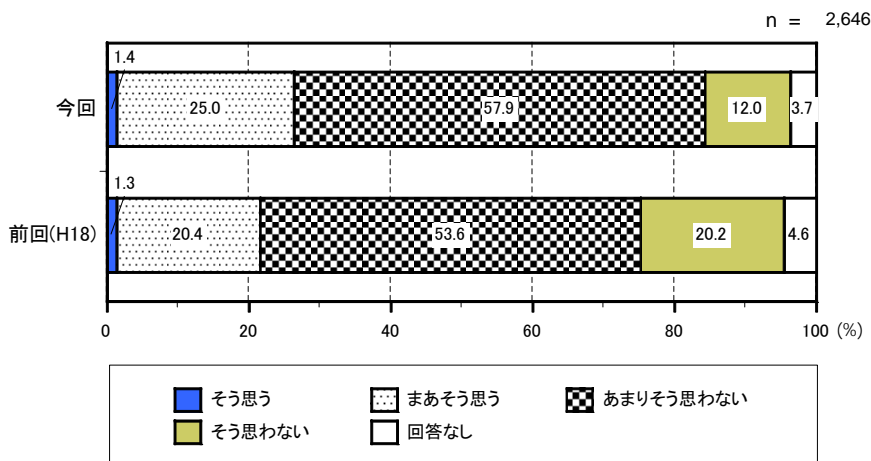 n = 2,646
1.4
今回
25.0
57.9
12.0
3.7
1.3
前回(H18)
20.4
53.6
20.2
4.6
0 20 40 60 80 100 (%)
そう思う まあそう思う あまりそう思わない
そう思わない 回答なし